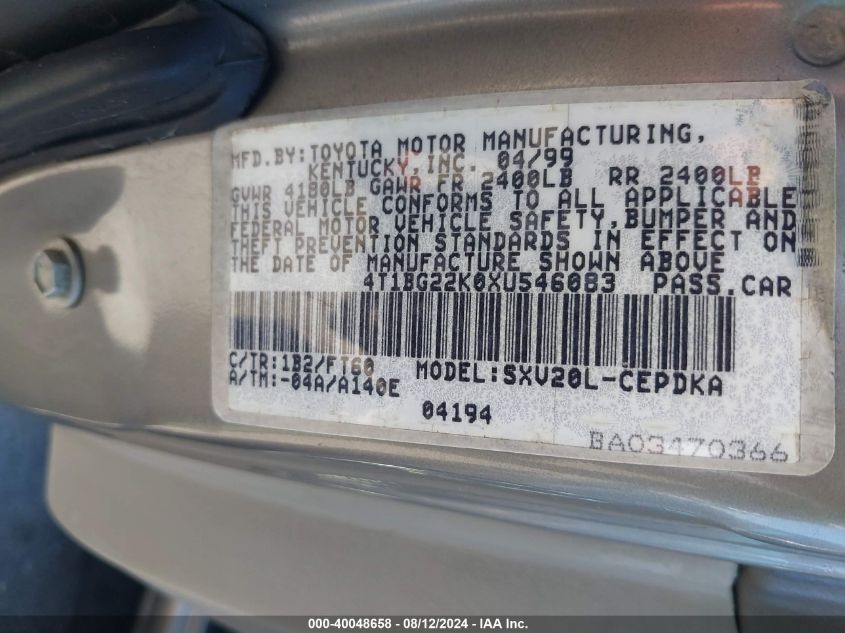 MFD.BY:TOYOTA MOTOR MANUFACTURING,
KENTUCKY,INC. 04/99
GVWR 4180LB GAWR FR 2400LB RR 2400LB
THIS VEHICLE CONFORMS TO ALL APPLICABLE
FEDERAL MOTOR VEHICLE SAFETY,BUMPER AND
THEFT PREVENTION STANDARDS IN EFFECT ON
THE DATE OF MANUFACTURE SHOWN ABOVE
4T1BG22K0XU546083 PASS.CAR
C/TR:1B2/FT60 MODEL:SXV20L-CEPDKA
A/TM:-04A/A140E
04194
BA03470366
000-40048658 - 08/12/2024 - IAA Inc.